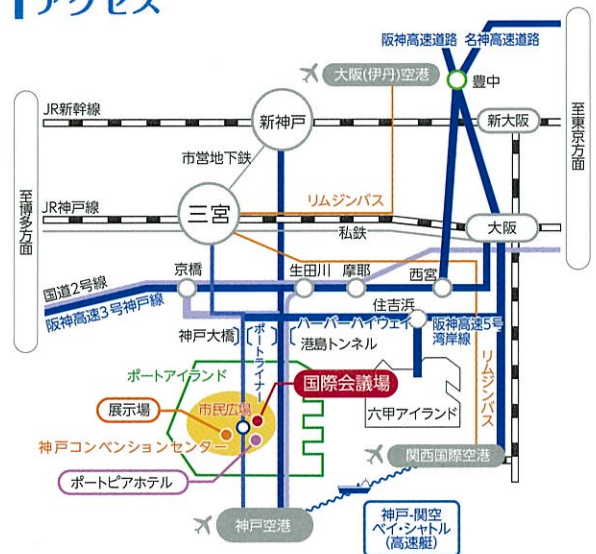 アクセス
阪神高速道路 名神高速道路
大阪(伊丹)空港
豊中
至東京方面
JR新幹線
新神戸
新大阪
市営地下鉄
至博多方面
リムジンバス
JR神戸線
三宮
私鉄
大阪
京橋
生田川
摩耶
西宮
国道2号線
阪神高速3号神戸線
住吉浜
神戸大橋
ポートライナー
ハーバーハイウェイ
港島トンネル
阪神高速5号
湾岸線
リムジンバス
ポートアイランド
国際会議場
展示場
市民広場
六甲アイランド
神戸コンベンションセンター
関西国際空港
ポートピアホテル
神戸空港
神戸-関空
ベイ・シャトル
(高速艇)